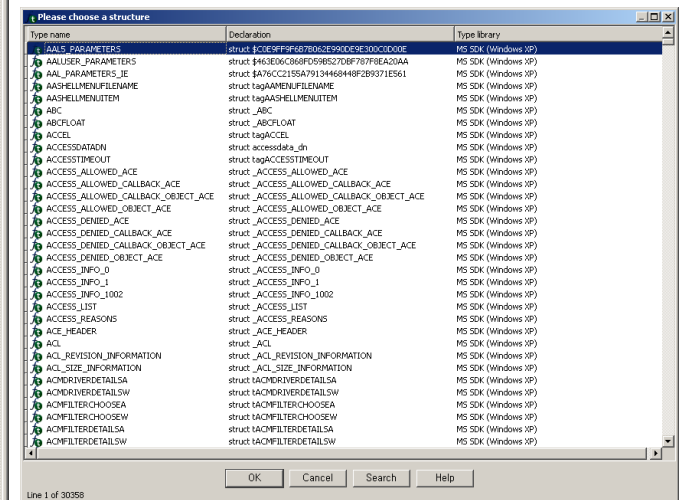 Please choose a structure
Type name Declaration Type library
AAL5_PARAMETERS struct $C0E9FF9F6B7B062E990DE9E300C0D00E MS SDK (Windows XP)
AALUSER_PARAMETERS struct $463E06C868FD59B527DBF787F8EA20AA MS SDK (Windows XP)
AAL_PARAMETERS_IE struct $A76CC2155A79134468448F2B9371E561 MS SDK (Windows XP)
AASHELLMENUFILENAME struct tagAAMENUFILENAME MS SDK (Windows XP)
AASHELLMENUITEM struct tagAASHELLMENUITEM MS SDK (Windows XP)
ABC struct _ABC MS SDK (Windows XP)
ABCFLOAT struct _ABCFLOAT MS SDK (Windows XP)
ACCEL struct tagACCEL MS SDK (Windows XP)
ACCESSDATADN struct accessdata_dn MS SDK (Windows XP)
ACCESSTIMEOUT struct tagACCESSTIMEOUT MS SDK (Windows XP)
ACCESS_ALLOWED_ACE struct _ACCESS_ALLOWED_ACE MS SDK (Windows XP)
ACCESS_ALLOWED_CALLBACK_ACE struct _ACCESS_ALLOWED_CALLBACK_ACE MS SDK (Windows XP)
ACCESS_ALLOWED_CALLBACK_OBJECT_ACE struct _ACCESS_ALLOWED_CALLBACK_OBJECT_ACE MS SDK (Windows XP)
ACCESS_ALLOWED_OBJECT_ACE struct _ACCESS_ALLOWED_OBJECT_ACE MS SDK (Windows XP)
ACCESS_DENIED_ACE struct _ACCESS_DENIED_ACE MS SDK (Windows XP)
ACCESS_DENIED_CALLBACK_ACE struct _ACCESS_DENIED_CALLBACK_ACE MS SDK (Windows XP)
ACCESS_DENIED_CALLBACK_OBJECT_ACE struct _ACCESS_DENIED_CALLBACK_OBJECT_ACE MS SDK (Windows XP)
ACCESS_DENIED_OBJECT_ACE struct _ACCESS_DENIED_OBJECT_ACE MS SDK (Windows XP)
ACCESS_INFO_0 struct _ACCESS_INFO_0 MS SDK (Windows XP)
ACCESS_INFO_1 struct _ACCESS_INFO_1 MS SDK (Windows XP)
ACCESS_INFO_1002 struct _ACCESS_INFO_1002 MS SDK (Windows XP)
ACCESS_LIST struct _ACCESS_LIST MS SDK (Windows XP)
ACCESS_REASONS struct _ACCESS_REASONS MS SDK (Windows XP)
ACE_HEADER struct _ACE_HEADER MS SDK (Windows XP)
ACL struct _ACL MS SDK (Windows XP)
ACL_REVISION_INFORMATION struct _ACL_REVISION_INFORMATION MS SDK (Windows XP)
ACL_SIZE_INFORMATION struct _ACL_SIZE_INFORMATION MS SDK (Windows XP)
ACMDRIVERDETAILSA struct tACMDRIVERDETAILSA MS SDK (Windows XP)
ACMDRIVERDETAILSW struct tACMDRIVERDETAILSW MS SDK (Windows XP)
ACMFILTERCHOOSEA struct tACMFILTERCHOOSEA MS SDK (Windows XP)
ACMFILTERCHOOSEW struct tACMFILTERCHOOSEW MS SDK (Windows XP)
ACMFILTERDETAILSA struct tACMFILTERDETAILSA MS SDK (Windows XP)
ACMFILTERDETAILSW struct tACMFILTERDETAILSW MS SDK (Windows XP)
OK Cancel Search Help
Line 1 of 30358